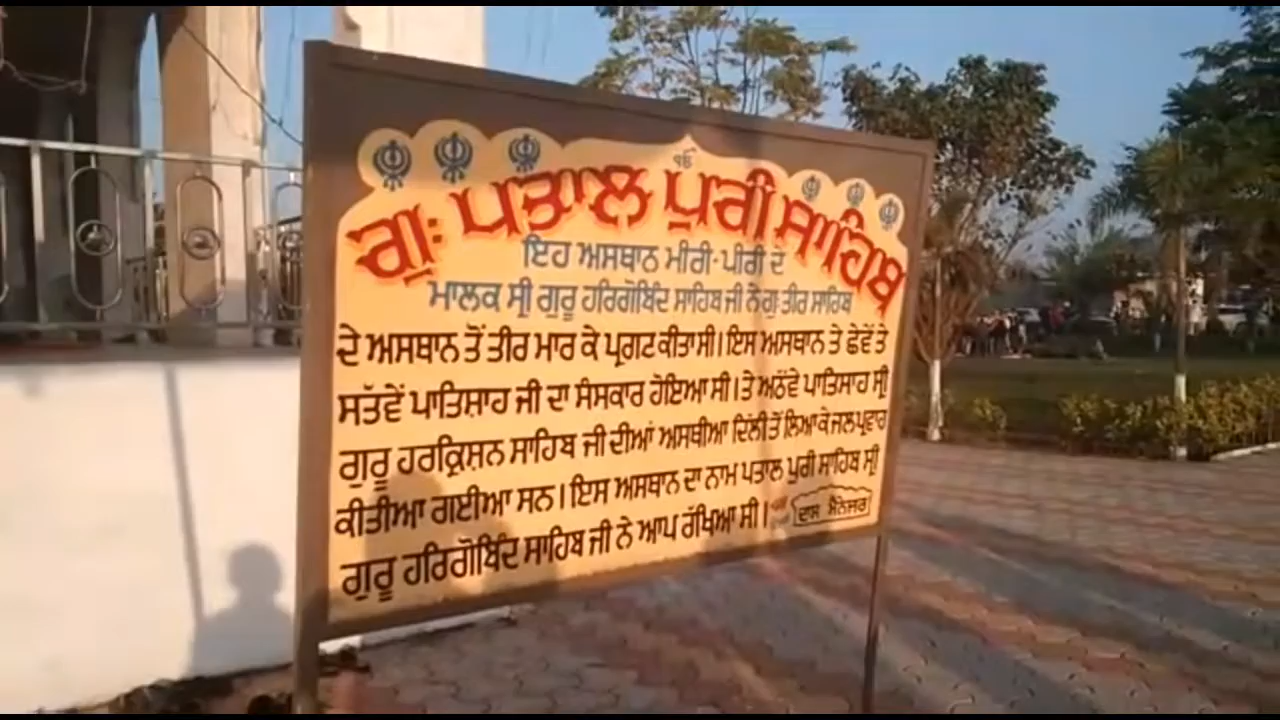 ੴ
ਗੁ: ਪਤਾਲ ਪੁਰੀ ਸਾਹਿਬ
ਇਹ ਅਸਥਾਨ ਮੀਰੀ-ਪੀਰੀ ਦੇ
ਮਾਲਕ ਸ੍ਰੀ ਗੁਰੂ ਹਰਿਗੋਬਿੰਦ ਸਾਹਿਬ ਜੀ ਨੇ ਗੁ: ਤੀਰ ਸਾਹਿਬ
ਦੇ ਅਸਥਾਨ ਤੋਂ ਤੀਰ ਮਾਰ ਕੇ ਪ੍ਰਗਟ ਕੀਤਾ ਸੀ। ਇਸ ਅਸਥਾਨ ਤੇ ਛੇਵੇਂ ਤੇ
ਸਤੱਵੇਂ ਪਾਤਿਸ਼ਾਹ ਜੀ ਦਾ ਸੰਸਕਾਰ ਹੋਇਆ ਸੀ। ਤੇ ਅਠੱਵੇ ਪਾਤਿਸਾਹ ਸ੍ਰੀ
ਗੁਰੂ ਹਰਕ੍ਰਿਸ਼ਨ ਸਾਹਿਬ ਜੀ ਦੀਆਂ ਅਸਥੀਆ ਦਿੱਲੀ ਤੋਂ ਲਿਆ ਕੇ ਜਲ ਪ੍ਰਵਾਰ
ਕੀਤੀਆ ਗਈਆ ਸਨ। ਇਸ ਅਸਥਾਨ ਦਾ ਨਾਮ ਪਤਾਲ ਪੁਰੀ ਸਾਹਿਬ ਸ੍ਰੀ
ਗੁਰੂ ਹਰਿਗੋਬਿੰਦ ਸਾਹਿਬ ਜੀ ਨੇ ਆਪ ਰੱਖਿਆ ਸੀ।
ਦਾਸ ਮੈਨੇਜਰ